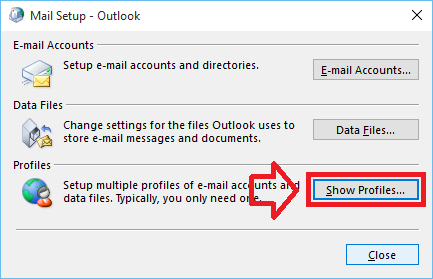 Mail Setup - Outlook
E-mail Accounts
Setup e-mail accounts and directories.
E-mail Accounts...
Data Files
Change settings for the files Outlook uses to
store e-mail messages and documents.
Data Files...
Profiles
Setup multiple profiles of e-mail accounts and
data files. Typically, you only need one.
Show Profiles...
Close